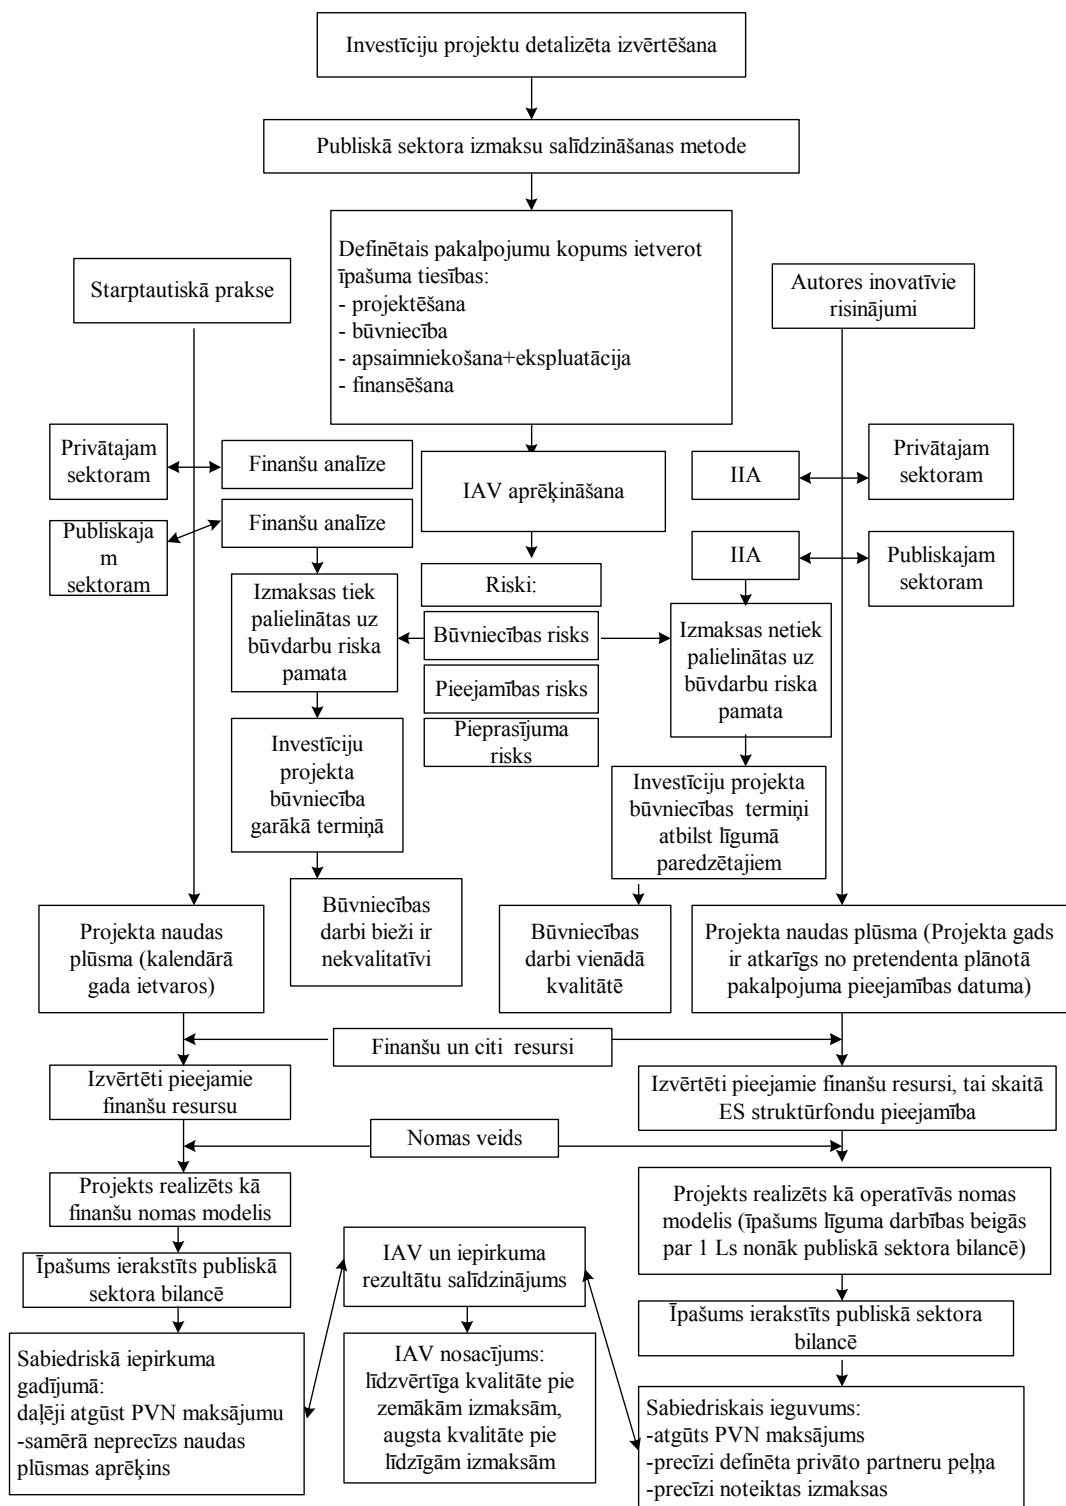 Investīciju projektu detalizēta izvērtēšana
Publiskā sektora izmaksu salīdzināšanas metode
Definētais pakalpojumu kopums ietverot
īpašuma tiesības:
- projektēšana
- būvniecība
- apsaimniekošana+ekspluatācija
- finansēšana
Starptautiskā prakse
Autores inovatīvie
risinājumi
Privātajam
sektoram
Finanšu analīze
IAV aprēķināšana
IIA
Privātajam
sektoram
Publiskaja
m
sektoram
Finanšu analīze
IIA
Publiskajam
sektoram
Riski:
Izmaksas tiek
palielinātas uz
būvdarbu riska
pamata
Būvniecības risks
Pieejamības risks
Pieprasījuma
risks
Izmaksas netiek
palielinātas uz
būvdarbu riska
pamata
Investīciju
projekta
būvniecība
garākā termiņā
Investīciju projekta
būvniecības  termiņi
atbilst līgumā
paredzētajiem
Būvniecības
darbi bieži ir
nekvalitatīvi
Būvniecības
darbi vienādā
kvalitātē
Projekta naudas
plūsma (kalendārā
gada ietvaros)
Projekta naudas plūsma (Projekta gads
ir atkarīgs no pretendenta plānotā
pakalpojuma pieejamības datuma)
Finanšu un citi  resursi
Izvērtēti pieejamie
finanšu resursu
Izvērtēti pieejamie finanšu resursi, tai skaitā
ES struktūrfondu pieejamība
Nomas veids
Projekts realizēts kā
finanšu nomas modelis
Projekts realizēts kā operatīvās nomas
modelis (īpašums līguma darbības beigās
par 1 Ls nonāk publiskā sektora bilancē)
Īpašums ierakstīts publiskā
sektora bilancē
IAV un iepirkuma
rezultātu salīdzinājums
Īpašums ierakstīts publiskā sektora
bilancē
Sabiedriskā iepirkuma
gadījumā:
daļēji atgūst PVN maksājumu
-samērā neprecīzs naudas
plūsmas aprēķins
IAV nosacījums:
līdzvērtīga kvalitāte pie
zemākām izmaksām,
augsta kvalitāte pie
līdzīgām izmaksām
Sabiedriskais ieguvums:
-atgūts PVN maksājums
-precīzi definēta privāto partneru peļņa
-precīzi noteiktas izmaksas